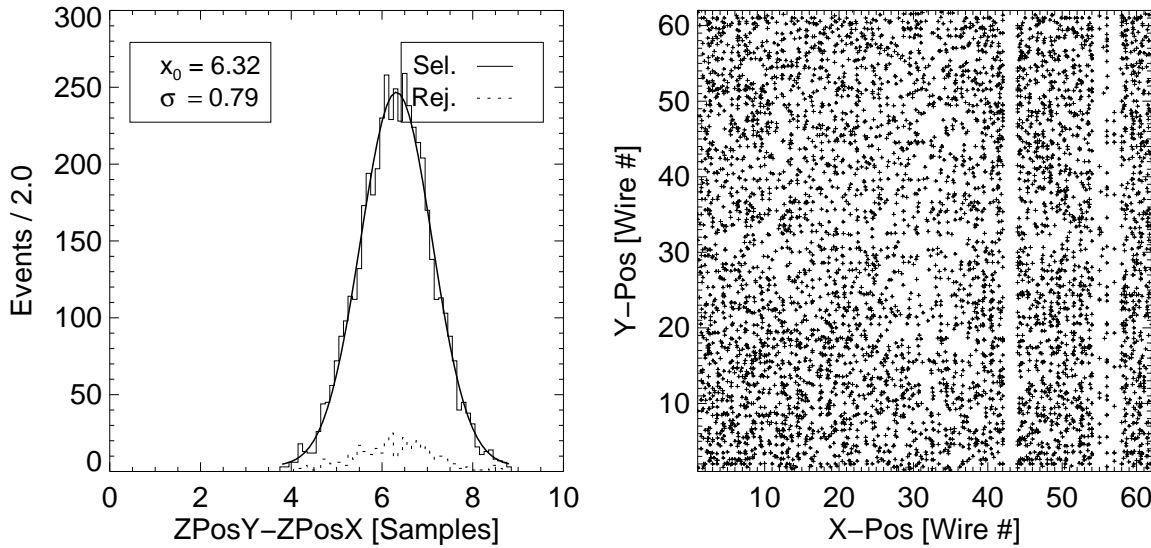 300
250
200
150
100
50
0
Events / 2.0
x0 = 6.32
σ = 0.79
Sel.
Rej.
0 2 4 6 8 10
ZPosY−ZPosX [Samples]
60
50
40
30
20
10
Y−Pos [Wire #]
10 20 30 40 50 60
X−Pos [Wire #]